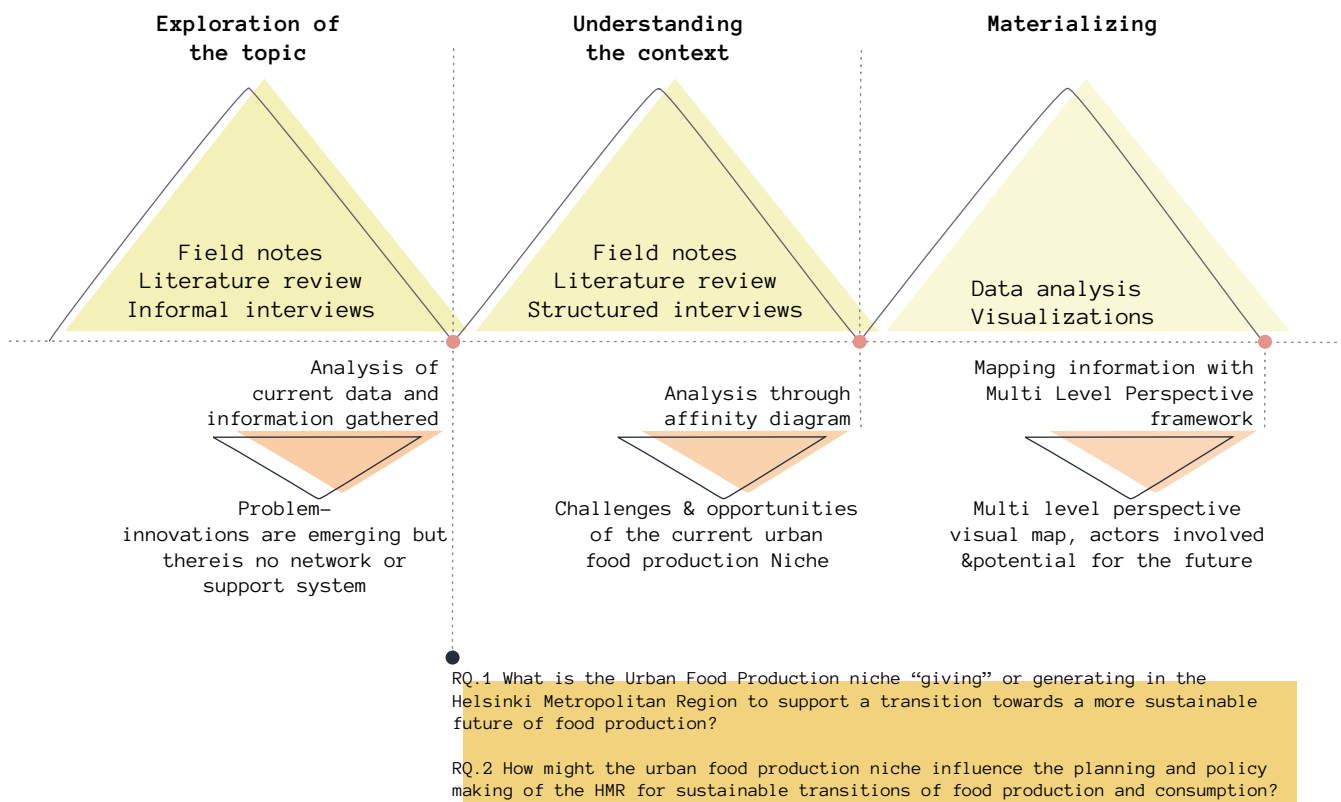 Exploration of
the topic
Understanding
the context
Materializing
Field notes
Literature review
Informal interviews
Field notes
Literature review
Structured interviews
Data analysis
Visualizations
Analysis of
current data and
information gathered
Analysis through
affinity diagram
Mapping information with
Multi Level Perspective
framework
Problem–
innovations are emerging but
thereis no network or
support system
Challenges & opportunities
of the current urban
food production Niche
Multi level perspective
visual map, actors involved
&potential for the future
RQ.1 What is the Urban Food Production niche “giving” or generating in the
Helsinki Metropolitan Region to support a transition towards a more sustainable
future of food production?
RQ.2 How might the urban food production niche influence the planning and policy
making of the HMR for sustainable transitions of food production and consumption?